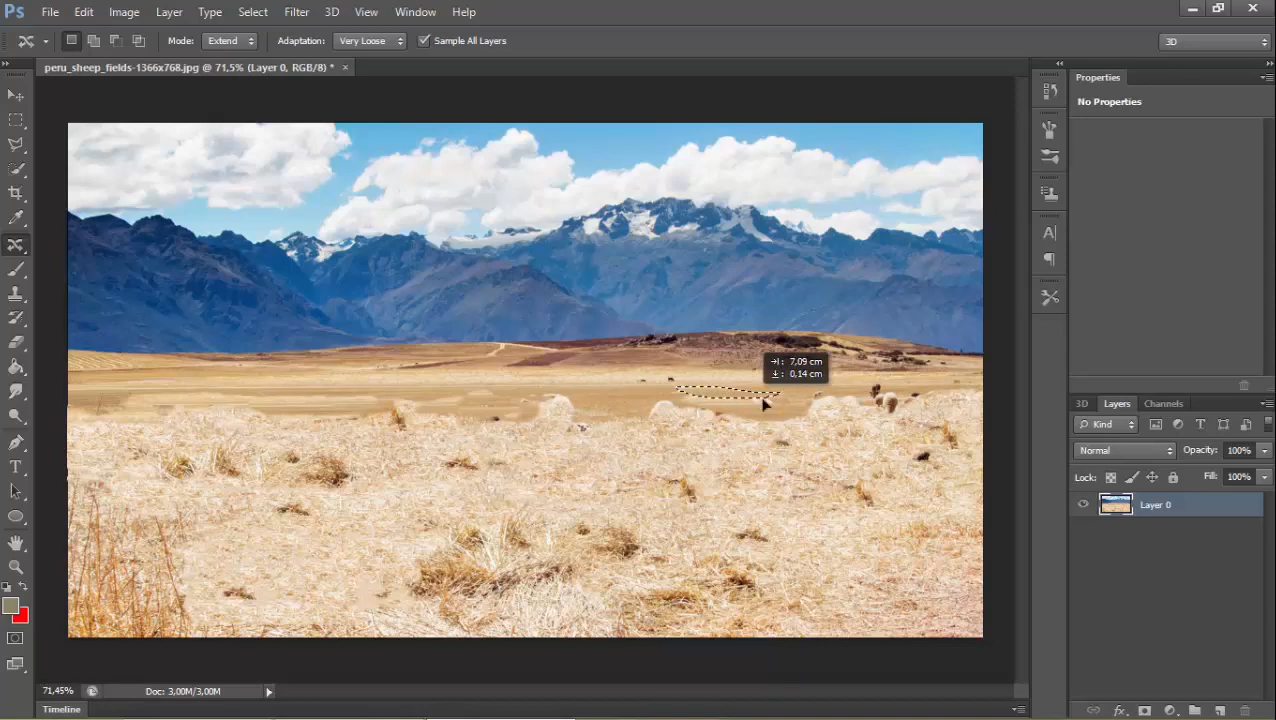 Ps File Edit Image Layer Type Select Filter 3D View Window Help
Mode: Extend Adaptation: Very Loose Sample All Layers 3D
peru_sheep_fields-1366x768.jpg @ 71,5% (Layer 0, RGB/8) * ×
Properties
No Properties
7,09 cm
0,14 cm
3D Layers Channels
Kind
Normal Opacity: 100%
Lock: Fill: 100%
Layer 0
71,45% Doc: 3,00M/3,00M
Timeline